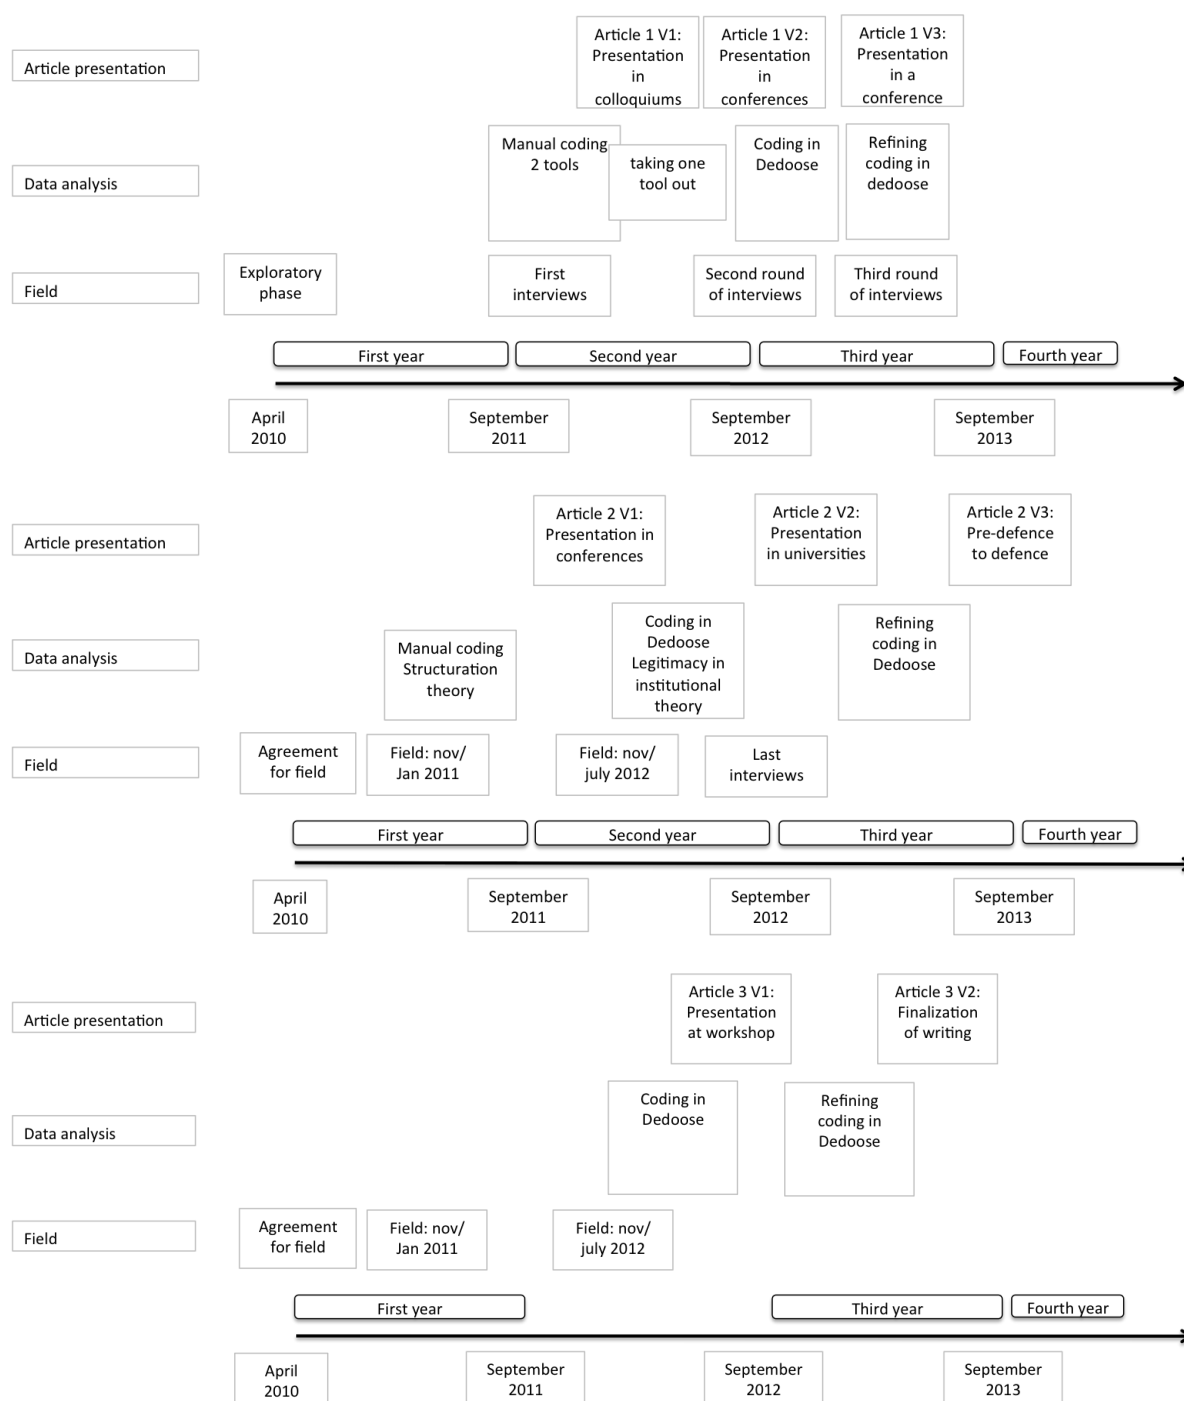 Article presentation
Article 1 V1:
Presentation
in
colloquiums
Article 1 V2:
Presentation
in
conferences
Article 1 V3:
Presentation
in a
conference
Data analysis
Manual coding
2 tools
taking one
tool out
Coding in
Dedoose
Refining
coding in
dedoose
Field
Exploratory
phase
First
interviews
Second round
of interviews
Third round
of interviews
First year
Second year
Third year
Fourth year
April
2010
September
2011
September
2012
September
2013
Article presentation
Article 2 V1:
Presentation in
conferences
Article 2 V2:
Presentation
in universities
Article 2 V3:
Pre-defence
to defence
Data analysis
Manual coding
Structuration
theory
Coding in
Dedoose
Legitimacy in
institutional
theory
Refining
coding in
Dedoose
Field
Agreement
for field
Field: nov/
Jan 2011
Field: nov/
july 2012
Last
interviews
First year
Second year
Third year
Fourth year
April
2010
September
2011
September
2012
September
2013
Article presentation
Article 3 V1:
Presentation
at workshop
Article 3 V2:
Finalization
of writing
Data analysis
Coding in
Dedoose
Refining
coding in
Dedoose
Field
Agreement
for field
Field: nov/
Jan 2011
Field: nov/
july 2012
First year
Third year
Fourth year
April
2010
September
2011
September
2012
September
2013